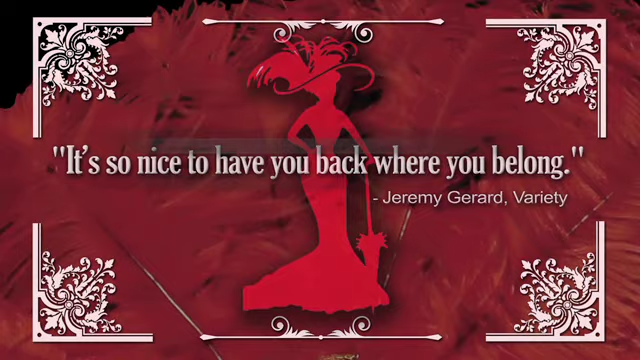 "It's so nice to have you back where you belong."
- Jeremy Gerard, Variety